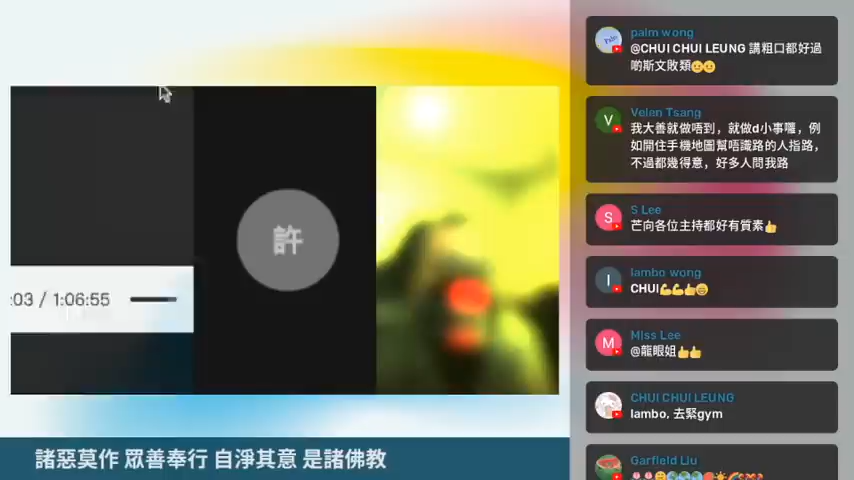 :03 / 1:06:55
許
諸惡莫作 眾善奉行 自淨其意 是諸佛教
palm wong
@CHUI CHUI LEUNG 講粗口都好過
啲斯文敗類😐😐
V
Velen Tsang
我大善就做唔到，就做d小事囉，例
如開住手機地圖幫唔識路的人指路，
不過都幾得意，好多人問我路
S
S Lee
芒向各位主持都好有質素👍
I
lambo wong
CHUI💪💪👍😄
M
Miss Lee
@龍眼姐👍👍
CHUI CHUI LEUNG
lambo, 去緊gym
Garfield Liu